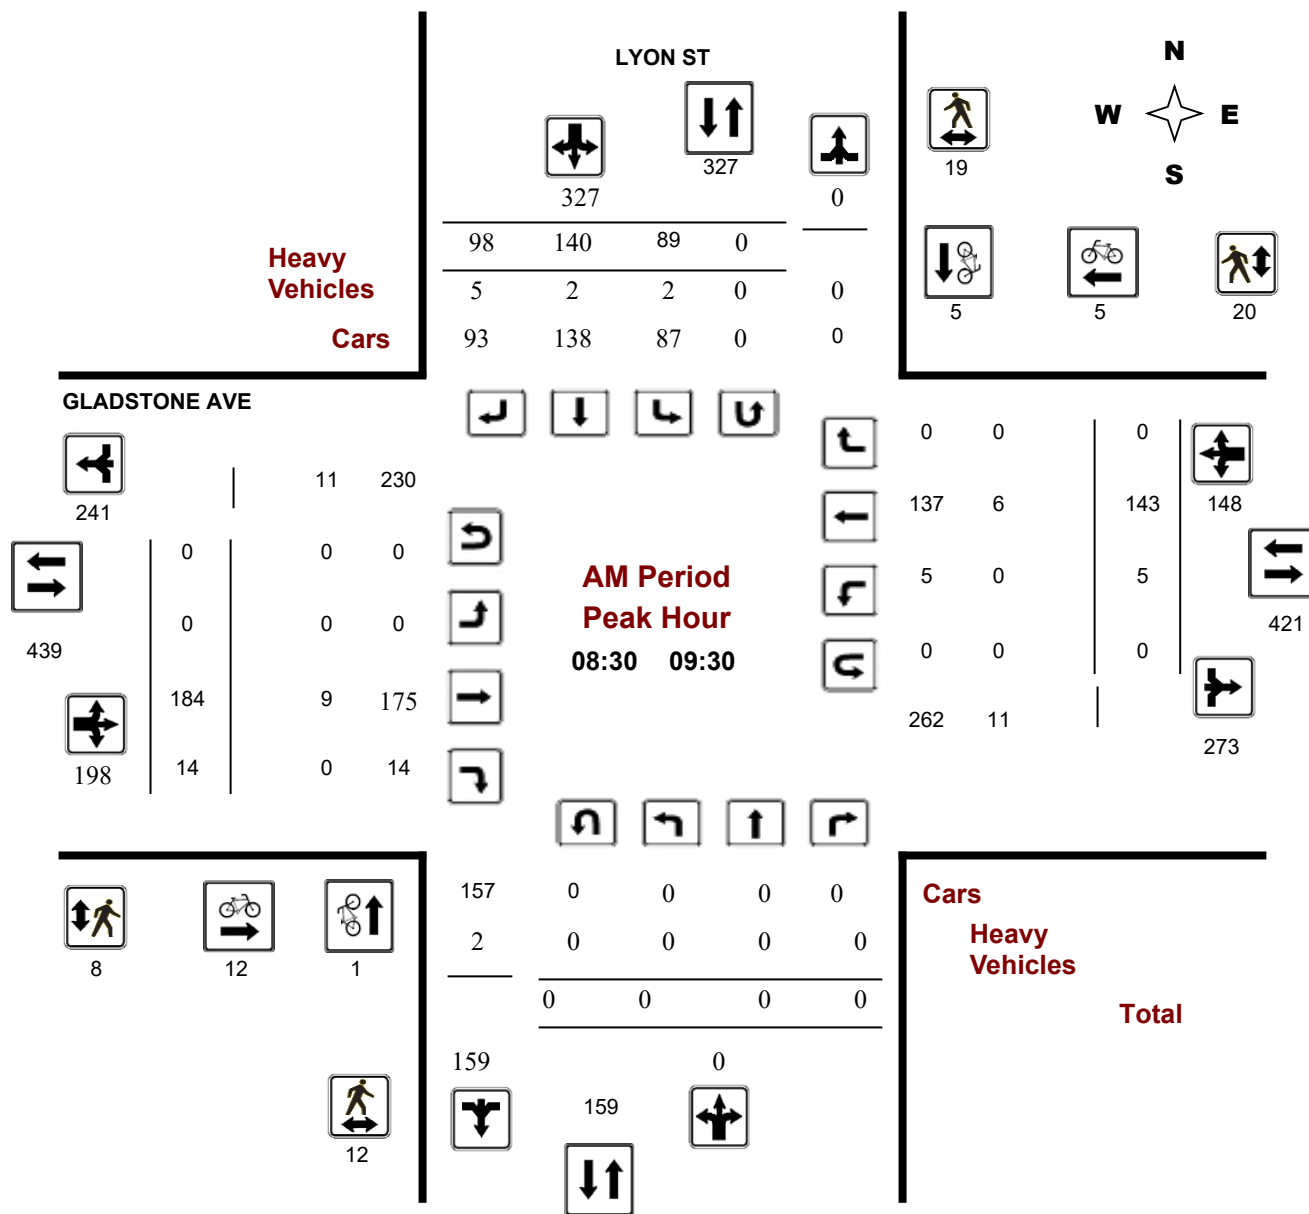 LYON ST
N
W E
S
327
327
0
19
98 140 89 0
Heavy
Vehicles
5 2 2 0 0
5 5 20
Cars
93 138 87 0 0
GLADSTONE AVE
0 0 0
11 230
241
137 6 143 148
0 0 0
AM Period
5 0 5
Peak Hour
0 0 0
439
421
08:30 09:30
0 0 0
184 9 175
262 11
273
198 14 0 14
157 0 0 0 0
Cars
2 0 0 0 0
Heavy
Vehicles
8 12 1
0 0 0 0
Total
159 0
159
12